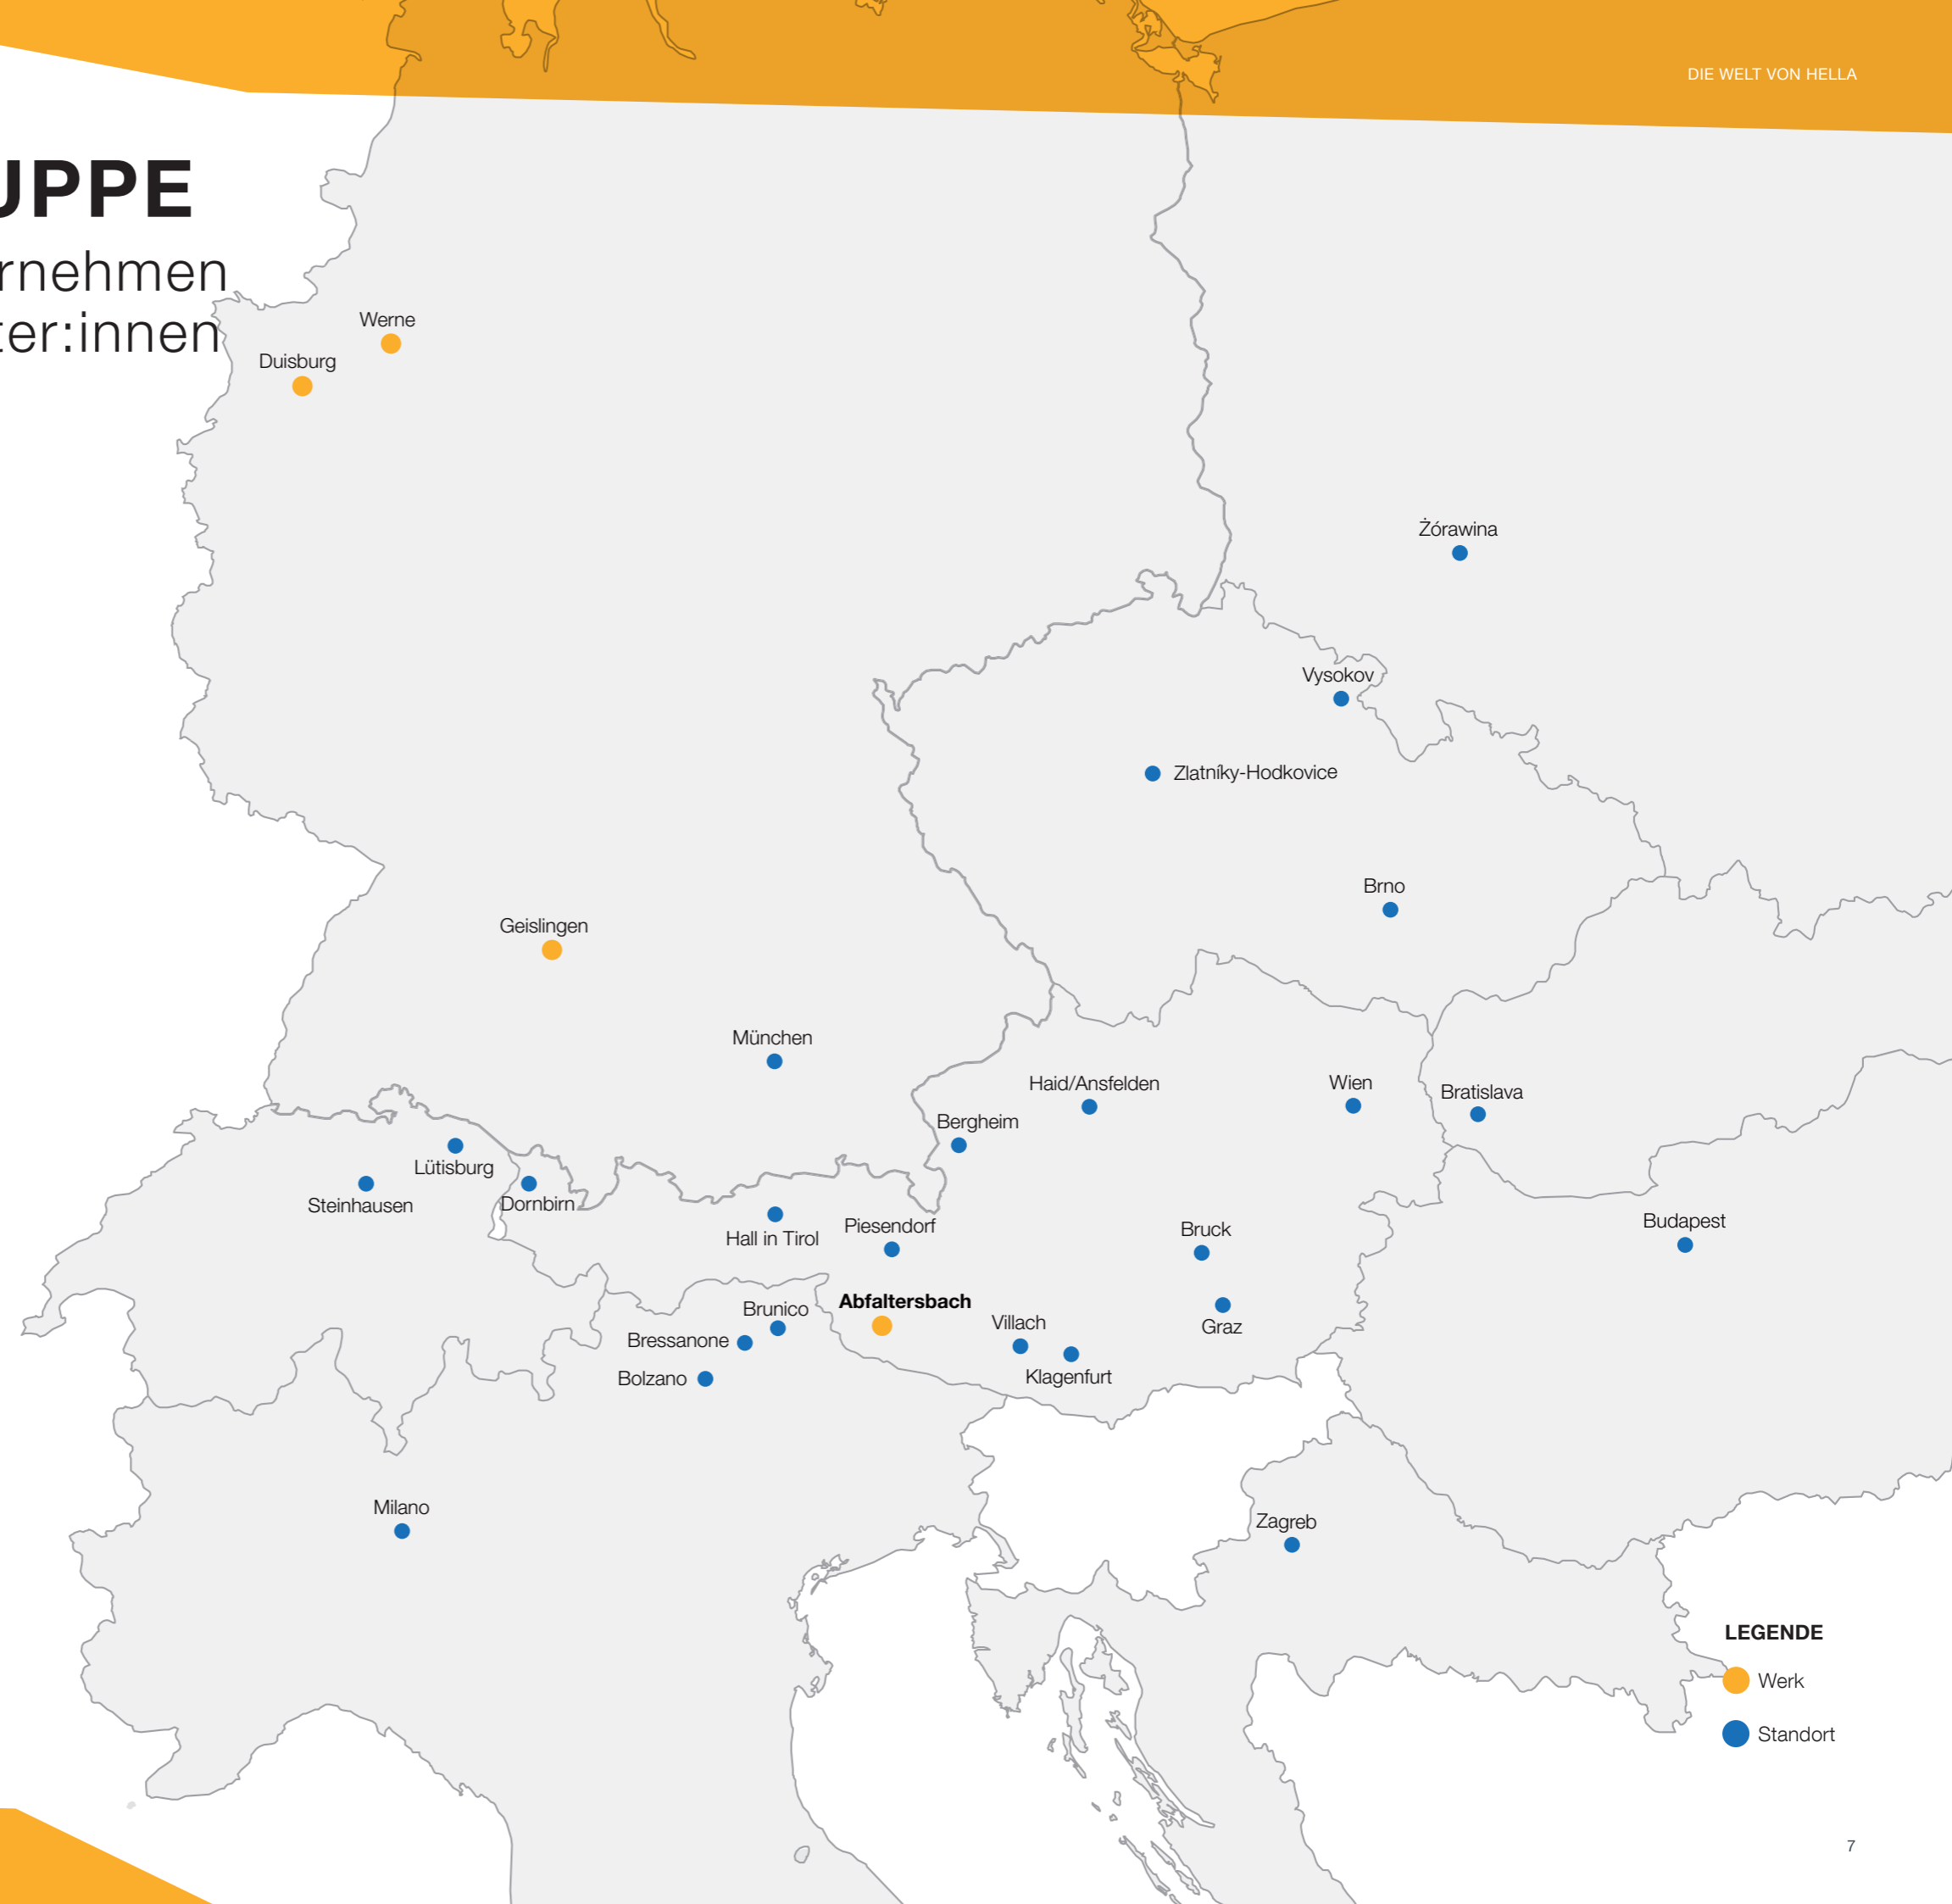 DIE WELT VON HELLA
UPPE
rnehmen
ter:innen
Werne
Duisburg
Żórawina
Vysokov
Zlatníky-Hodkovice
Brno
Geislingen
München
Haid/Ansfelden
Wien
Bratislava
Bergheim
Lütisburg
Steinhausen
Dornbirn
Hall in Tirol
Piesendorf
Bruck
Budapest
Abfaltersbach
Brunico
Bressanone
Villach
Graz
Bolzano
Klagenfurt
Milano
Zagreb
LEGENDE
Werk
Standort
7